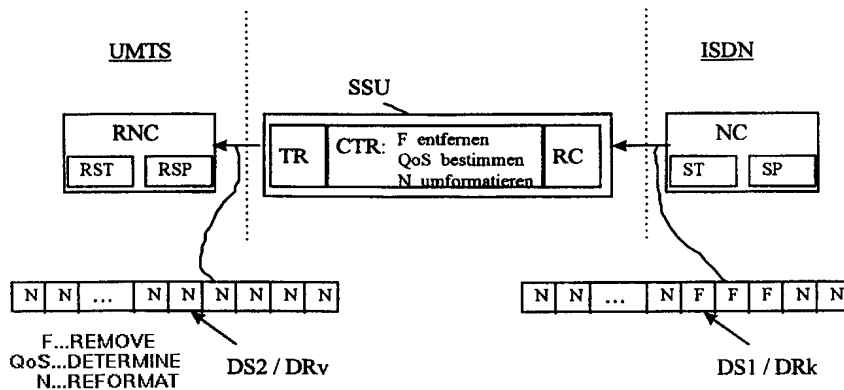 UMTS
ISDN
SSU
RNC
RST
RSP
TR
CTR: F entfernen
QoS bestimmen
N umformatieren
RC
NC
ST
SP
N N ... N N N N N N
N N ... N F F F N N
F...REMOVE
QoS...DETERMINE
N...REFORMAT
DS2 / DRv
DS1 / DRk